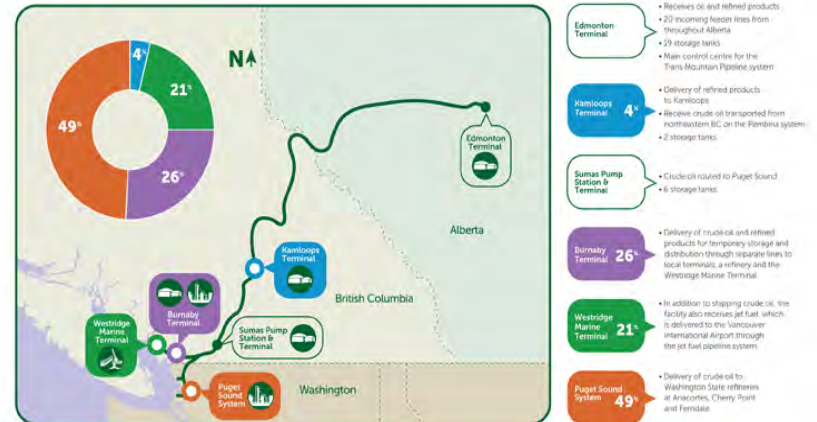 4%
21%
49%
26%
N
Edmonton
Terminal
Alberta
Kamloops
Terminal
British Columbia
Burnaby
Terminal
Westridge
Marine
Terminal
Sumas Pump
Station &
Terminal
Puget
Sound
System
Washington
Edmonton
Terminal
• Receives oil and refined products
• 20 incoming feeder lines from
throughout Alberta
• 19 storage tanks
• Main control centre for the
Trans Mountain Pipeline system
Kamloops
Terminal 4%
• Delivery of refined products
to Kamloops
• Receive crude oil transported from
northeastern BC on the Pembina system
• 2 storage tanks
Sumas Pump
Station &
Terminal
• Crude oil routed to Puget Sound
• 6 storage tanks
Burnaby
Terminal 26%
• Delivery of crude oil and refined
products for temporary storage and
distribution through separate lines to
local terminals, a refinery and the
Westridge Marine Terminal
Westridge
Marine
Terminal 21%
• In addition to shipping crude oil, the
facility also receives jet fuel, which
is delivered to the Vancouver
International Airport through
the jet fuel pipeline system
Puget Sound
System 49%
• Delivery of crude oil to
Washington State refineries
at Anacortes, Cherry Point
and Ferndale